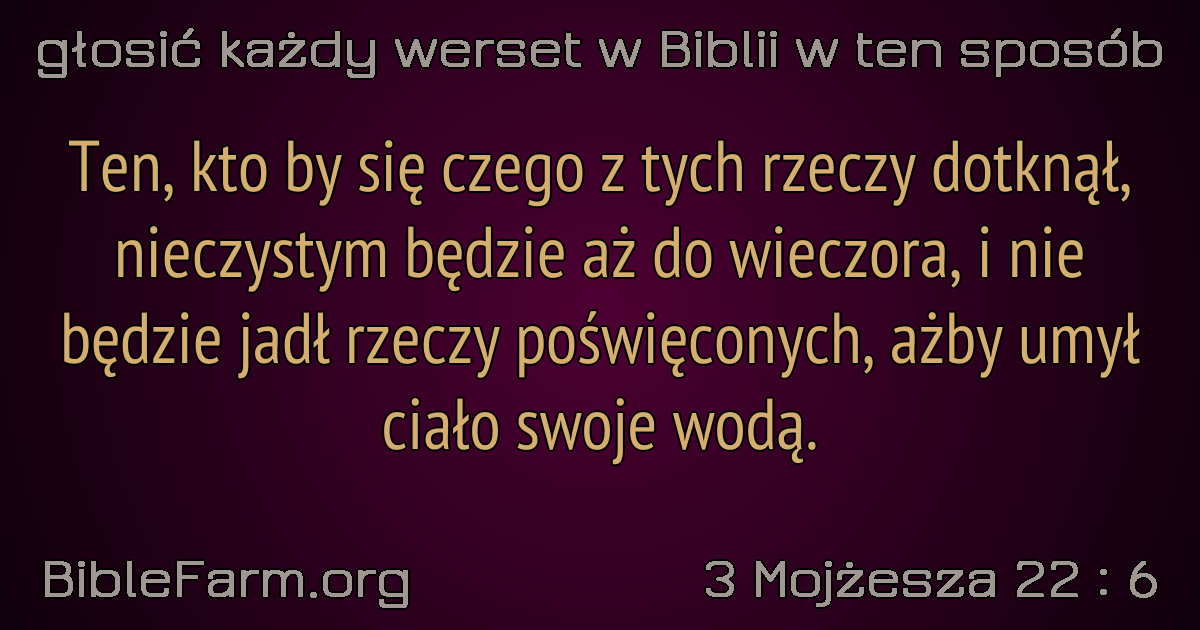 głosić każdy werset w Biblii w ten sposób
Ten, kto by się czego z tych rzeczy dotknął,
nieczystym będzie aż do wieczora, i nie
będzie jadł rzeczy poświęconych, ażby umył
ciało swoje wodą.
BibleFarm.org
3 Mojżesza 22 : 6